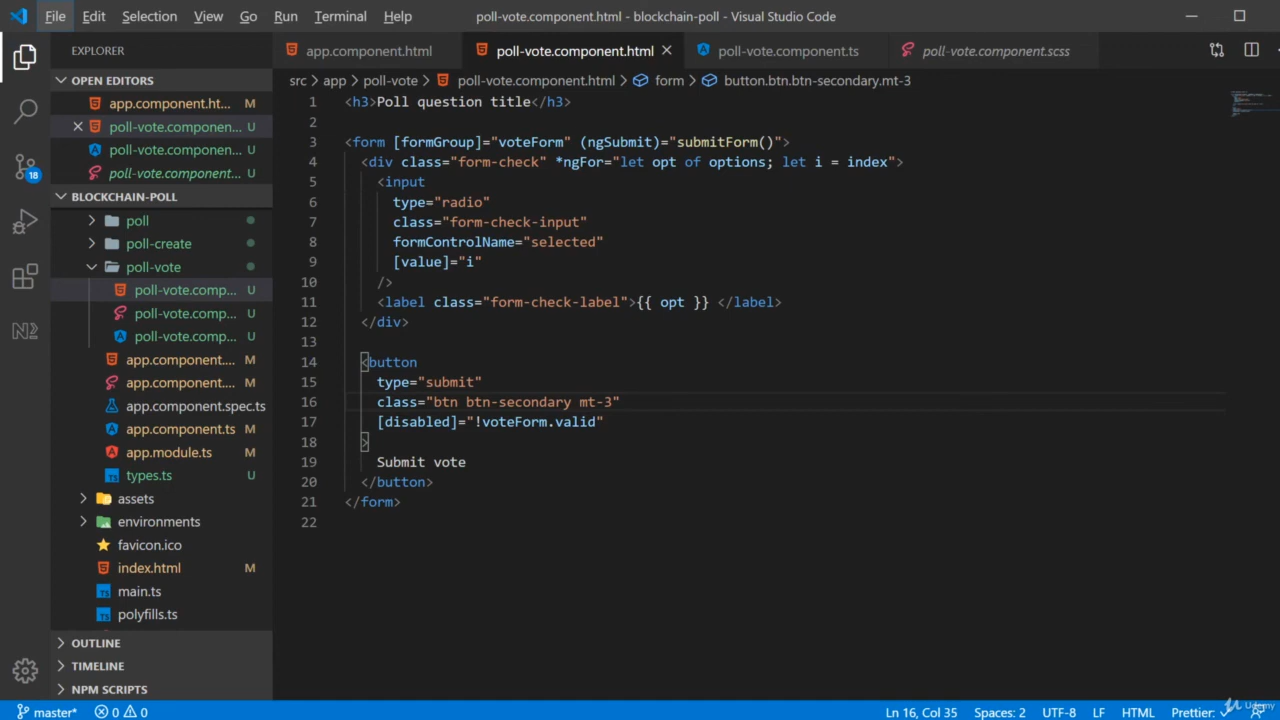 File Edit Selection View Go Run Terminal Help
poll-vote.component.html - blockchain-poll - Visual Studio Code
EXPLORER
OPEN EDITORS
app.component.ht... M
poll-vote.componen... U
poll-vote.componen... U
poll-vote.component... U
18
BLOCKCHAIN-POLL
poll
poll-create
poll-vote
poll-vote.comp... U
poll-vote.comp... U
poll-vote.comp... U
app.component.... M
app.component.... M
app.component.spec.ts
app.component.ts M
app.module.ts M
types.ts U
assets
environments
favicon.ico
index.html M
main.ts
polyfills.ts
OUTLINE
TIMELINE
NPM SCRIPTS
app.component.html poll-vote.component.html poll-vote.component.ts poll-vote.component.scss
src > app > poll-vote > poll-vote.component.html > form > button.btn.btn-secondary.mt-3
1 <h3>Poll question title</h3>
2
3 <form [formGroup]="voteForm" (ngSubmit)="submitForm()">
4 <div class="form-check" *ngFor="let opt of options; let i = index">
5 <input
6 type="radio"
7 class="form-check-input"
8 formControlName="selected"
9 [value]="i"
10 />
11 <label class="form-check-label">{{ opt }} </label>
12 </div>
13
14 <button
15 type="submit"
16 class="btn btn-secondary mt-3"
17 [disabled]="!voteForm.valid"
18 >
19 Submit vote
20 </button>
21 </form>
22
master* 0 0 Ln 16, Col 35 Spaces: 2 UTF-8 LF HTML Prettier:
Udemy